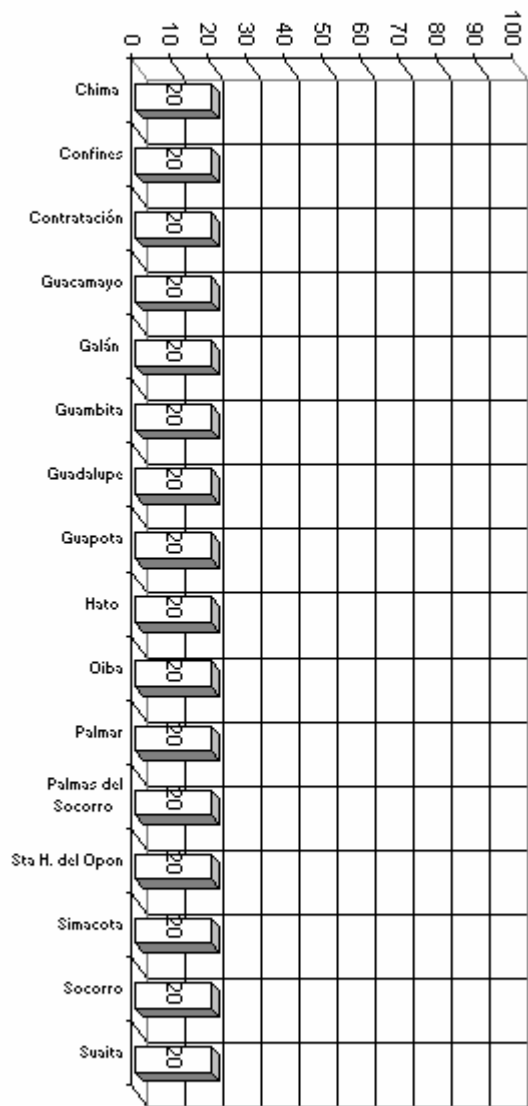 0 10 20 30 40 50 60 70 80 90 100
Chima 20
Confines 20
Contratación 20
Guacamayo 20
Galán 20
Guambita 20
Guadalupe 20
Guapota 20
Hato 20
Oiba 20
Palmar 20
Palmas del
Socorro 20
Sta H. del Opon 20
Simacota 20
Socorro 20
Suaita 20